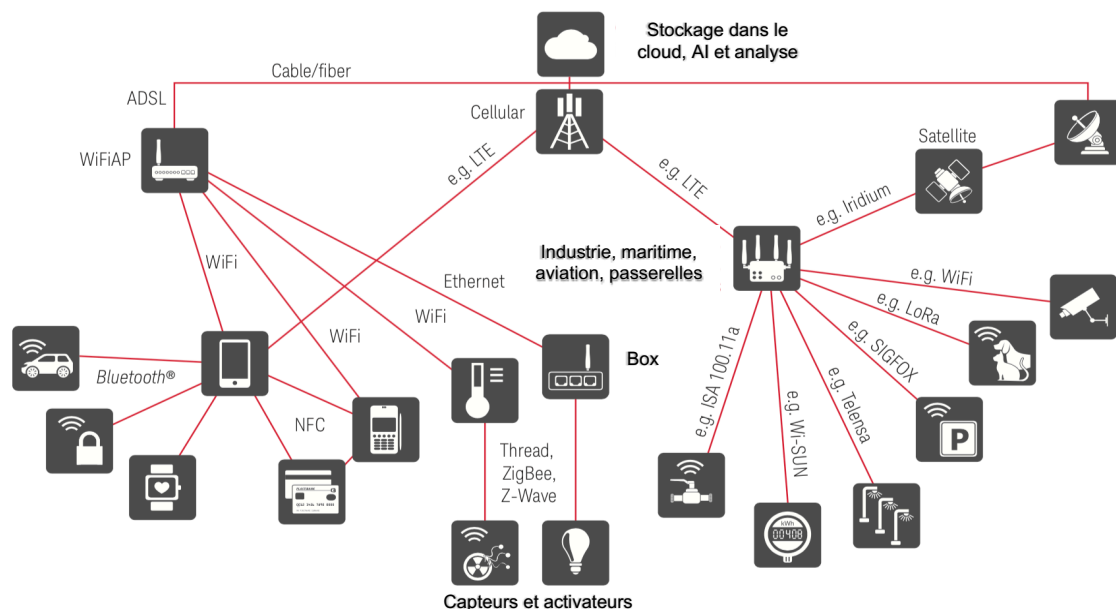 Stockage dans le
cloud, AI et analyse
Cable/fiber
ADSL
Cellular
WiFiAP
Satellite
e.g. LTE
e.g. LTE
e.g. Iridium
Industrie, maritime,
aviation, passerelles
WiFi
Ethernet
e.g. WiFi
e.g. LoRa
WiFi
WiFi
e.g. SIGFOX
Box
Bluetooth®
e.g. ISA 100.11a
e.g. Telensa
NFC
e.g. Wi-SUN
P
Thread,
ZigBee,
Z-Wave
kWh
00408
Capteurs et activateurs